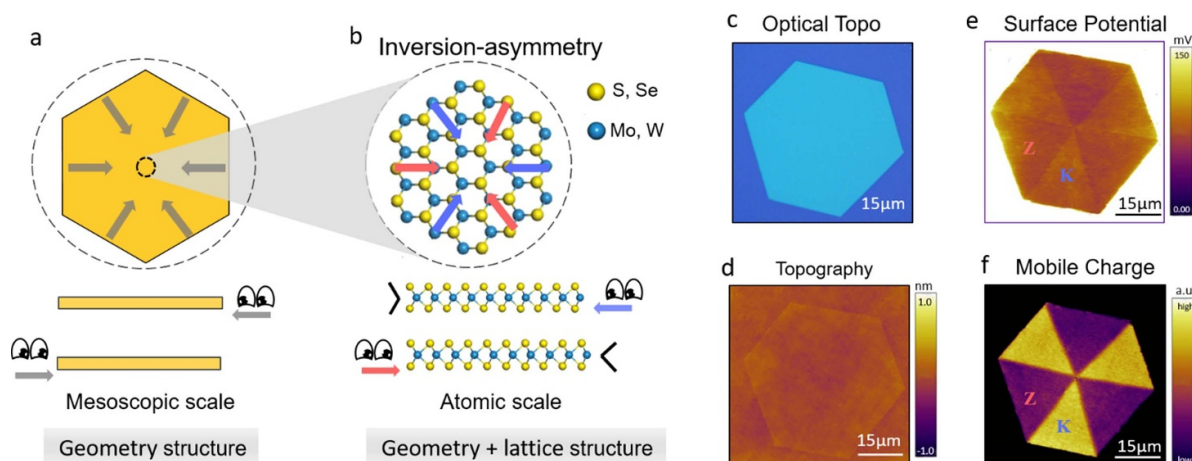 a
b
Inversion-asymmetry
S, Se
Mo, W
Mesoscopic scale
Atomic scale
Geometry structure
Geometry + lattice structure
c
Optical Topo
15μm
d
Topography
nm
1.0
-1.0
15μm
e
Surface Potential
mV
150
0.00
Z
K
15μm
f
Mobile Charge
a.u.
high
low
Z
K
15μm